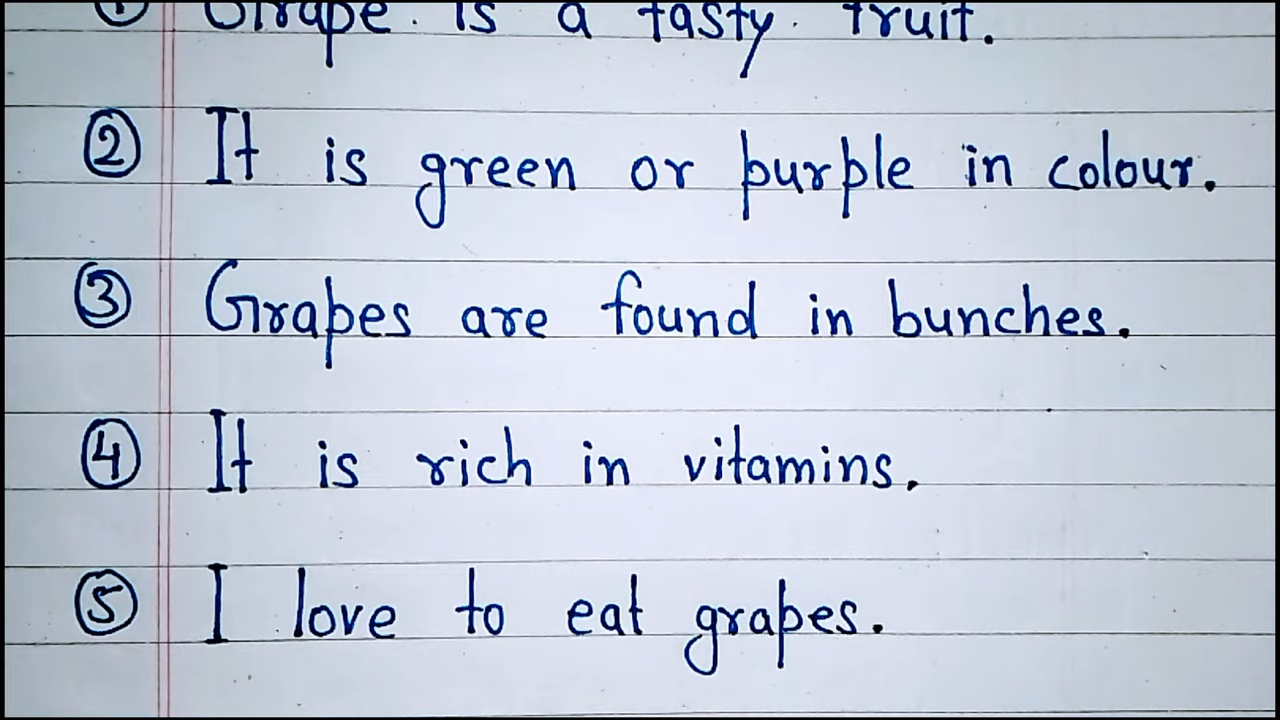 ① Grape is a tasty fruit.
② It is green or purple in colour.
③ Grapes are found in bunches.
④ It is rich in vitamins.
⑤ I love to eat grapes.